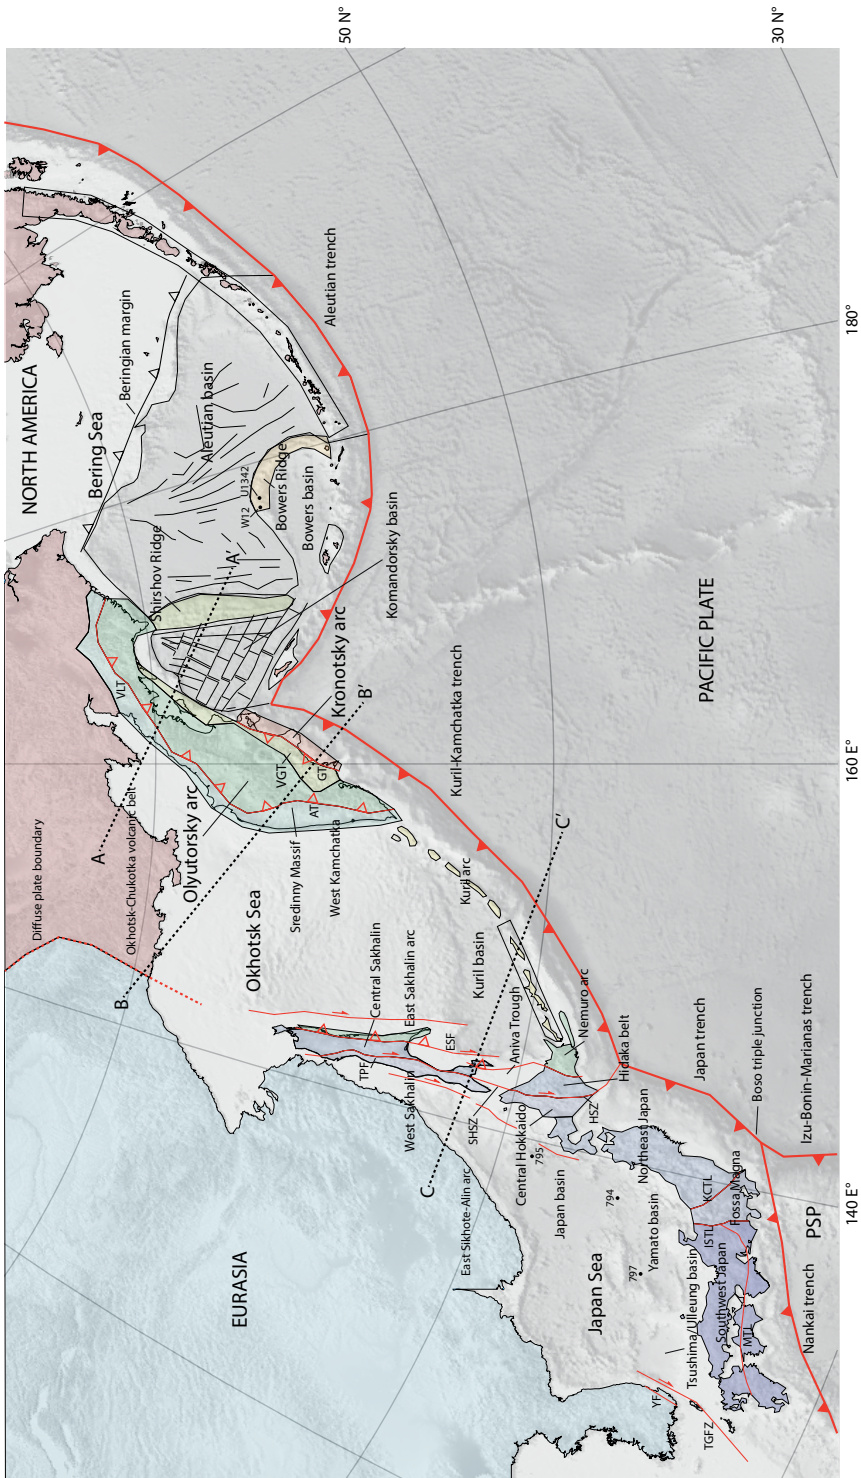 50 N°
30 N°
180°
160 E°
140 E°
NORTH AMERICA
Bering Sea
Beringian margin
Aleutian basin
Aleutian trench
W12
U1342
Bowers Ridge
Bowers basin
Shirshov Ridge
A'
Komandorsky basin
VLT
Kronotsky arc
B'
Kuril-Kamchatka trench
PACIFIC PLATE
VGT
GT
AT
Diffuse plate boundary
A
Okhotsk-Chukotka volcanic belt
Olyutorsky arc
Sredinny Massif
West Kamchatka
B
Okhotsk Sea
Kuril arc
C'
Kuril basin
Central Sakhalin
East Sakhalin arc
ESF
TPF
West Sakhalin
SHSZ
Aniva Trough
Nemuro arc
Hidaka belt
HSZ
Japan trench
Boso triple junction
Izu-Bonin-Marianas trench
C
Central Hokkaido
795
Northeast Japan
East Sikhote-Alin arc
Japan basin
794
KCTL
Fossa Magna
ISTL
EURASIA
Japan Sea
797
Yamato basin
PSP
Tsushima/Ulleung basin
Southwest Japan
MTL
Nankai trench
YF
TGFZ